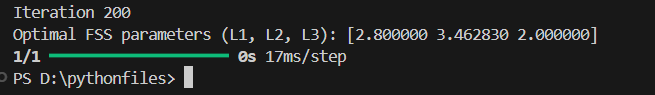 Iteration 200
Optimal FSS parameters (L1, L2, L3): [2.800000 3.462830 2.000000]
1/1 ━━━━━━━━━━━━━━━━━━━━ 0s 17ms/step
PS D:\pythonfiles>